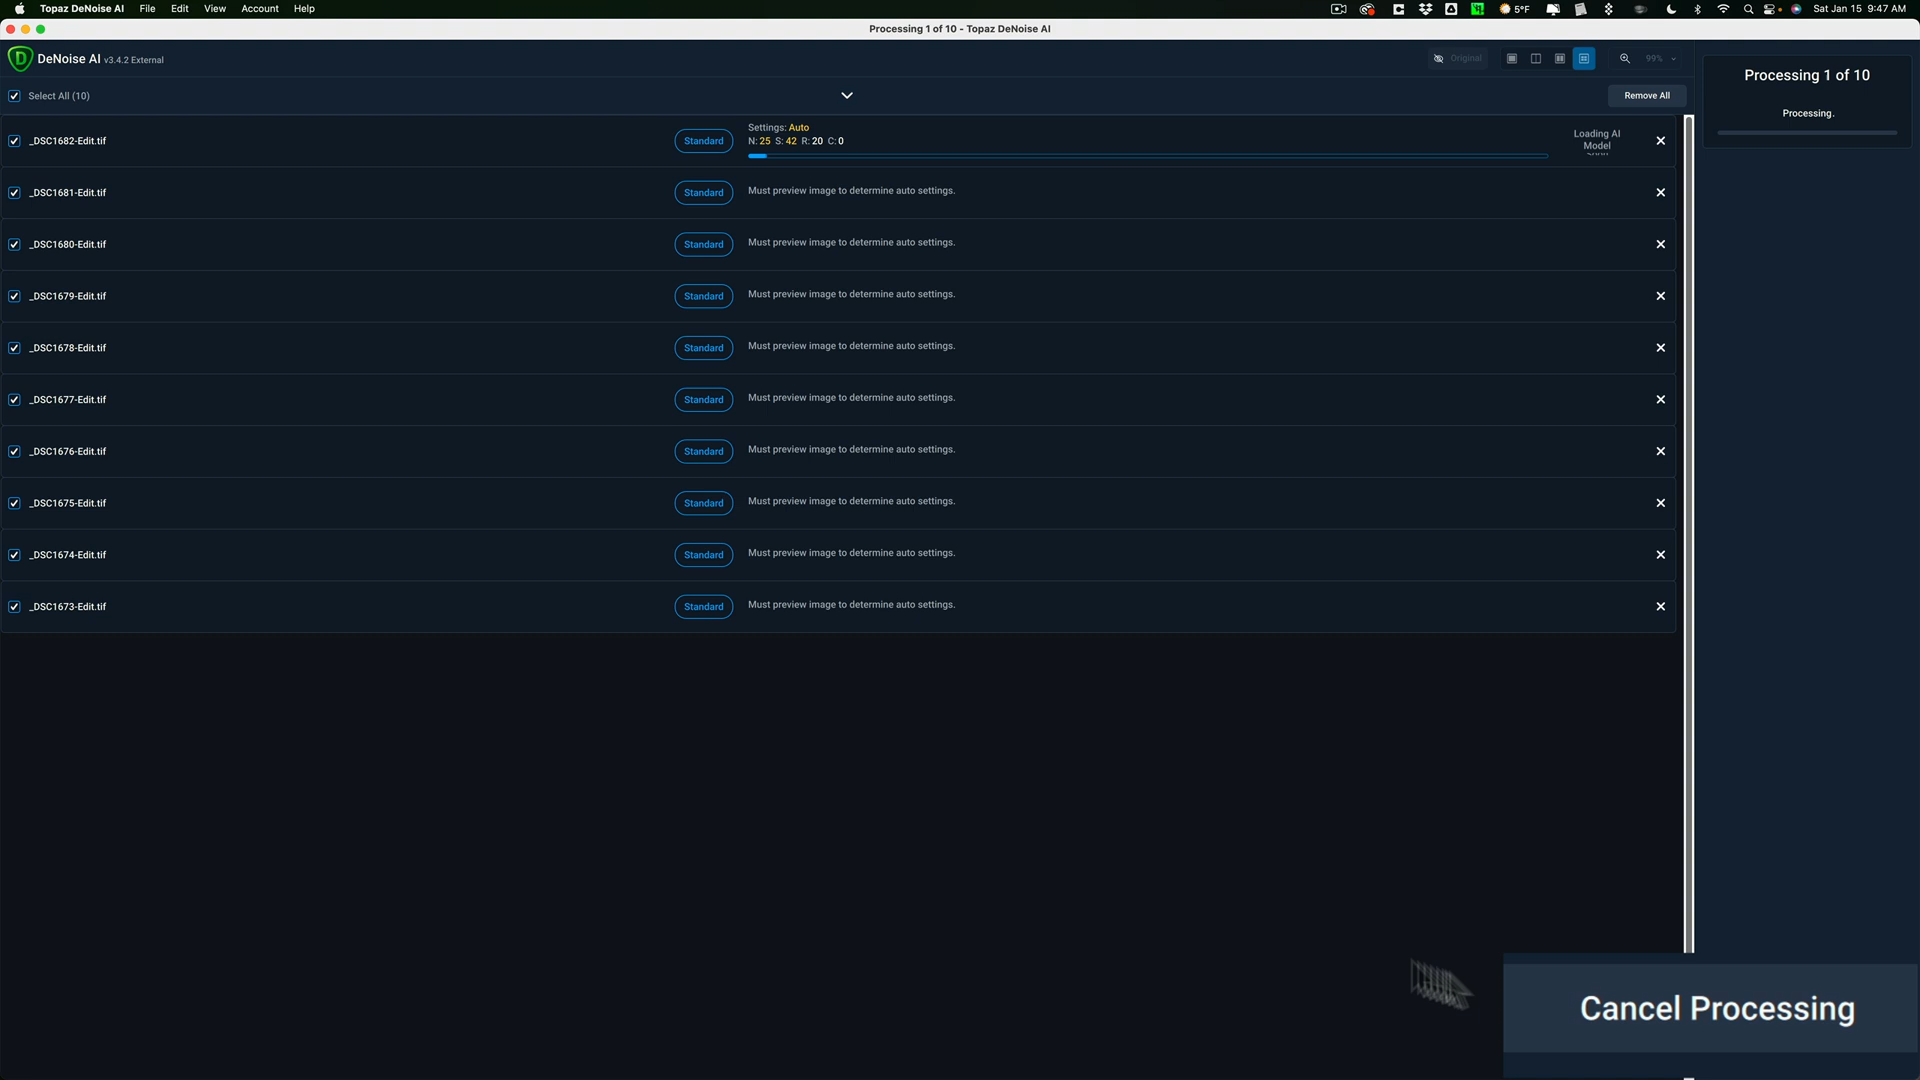 Topaz DeNoise AI File Edit View Account Help 5°F Sat Jan 15 9:47 AM
Processing 1 of 10 - Topaz DeNoise AI
DeNoise AI v3.4.2 External Original 99%
Processing 1 of 10
Select All (10) Remove All
Processing.
_DSC1682-Edit.tif Standard Settings: Auto
N: 25 S: 42 R: 20 C: 0
Loading AI
Model
_DSC1681-Edit.tif Standard Must preview image to determine auto settings.
_DSC1680-Edit.tif Standard Must preview image to determine auto settings.
_DSC1679-Edit.tif Standard Must preview image to determine auto settings.
_DSC1678-Edit.tif Standard Must preview image to determine auto settings.
_DSC1677-Edit.tif Standard Must preview image to determine auto settings.
_DSC1676-Edit.tif Standard Must preview image to determine auto settings.
_DSC1675-Edit.tif Standard Must preview image to determine auto settings.
_DSC1674-Edit.tif Standard Must preview image to determine auto settings.
_DSC1673-Edit.tif Standard Must preview image to determine auto settings.
Cancel Processing